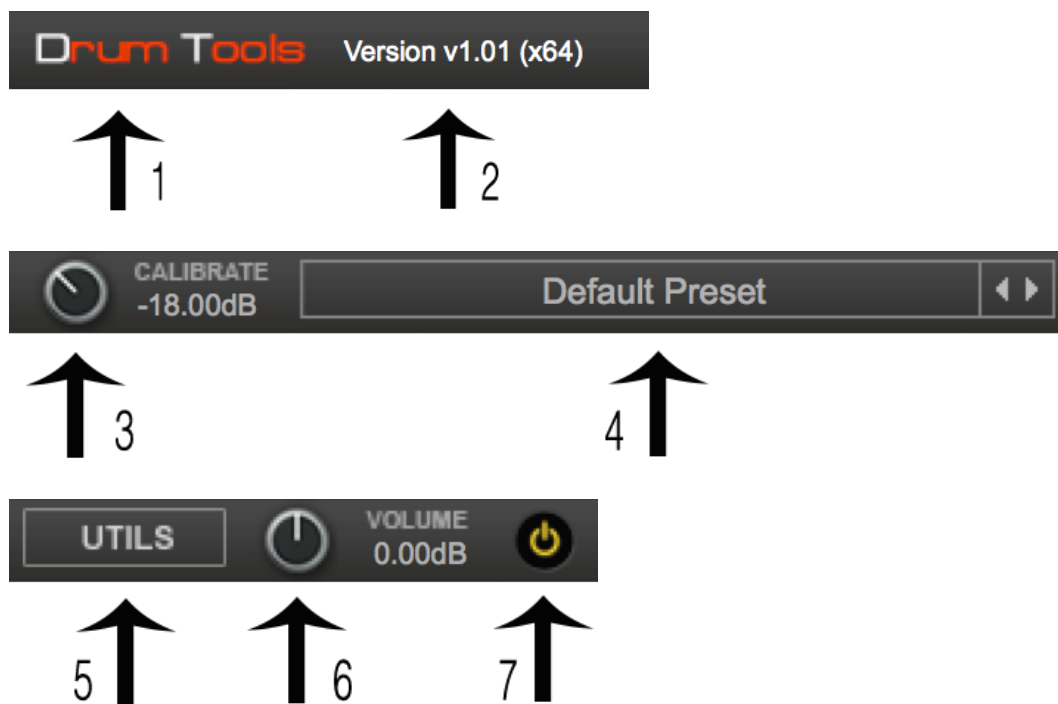 Drum Tools Version v1.01 (x64)
1 2
CALIBRATE
-18.00dB
Default Preset
3 4
UTILS
VOLUME
0.00dB
5 6 7